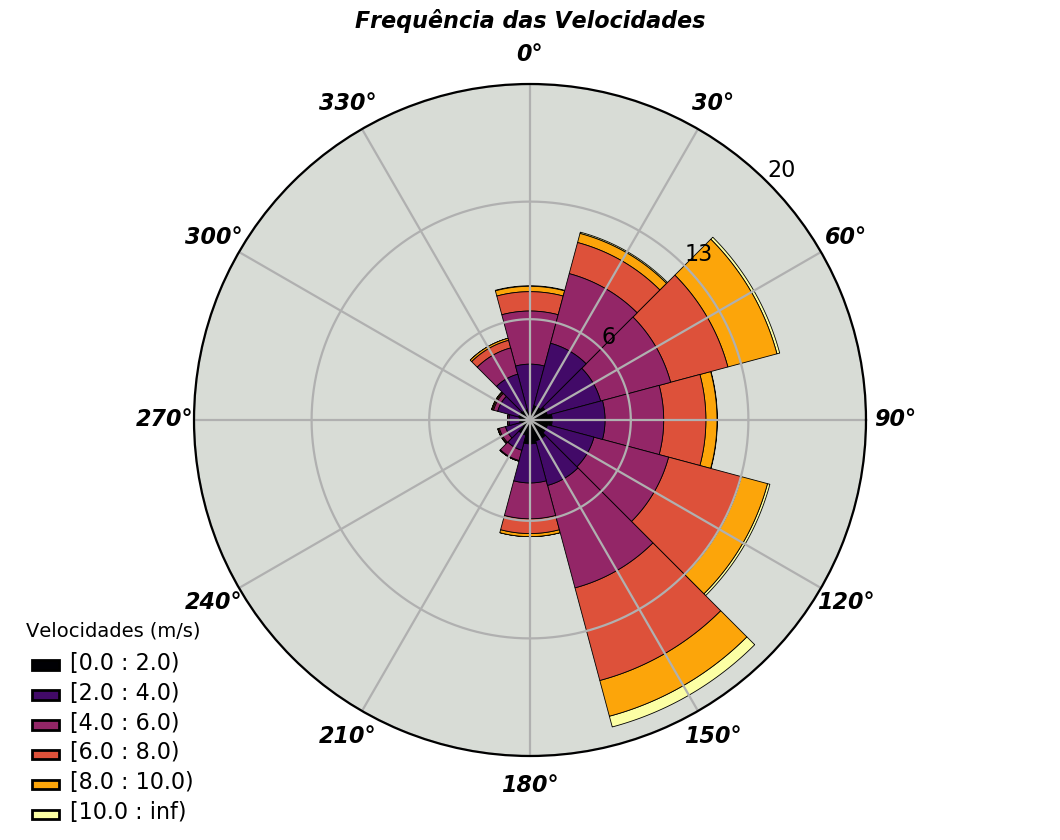 Frequência das Velocidades
0°
330°
30°
20
300°
60°
13
6
270°
90°
240°
120°
210°
150°
180°
Velocidades (m/s)
[0.0 : 2.0)
[2.0 : 4.0)
[4.0 : 6.0)
[6.0 : 8.0)
[8.0 : 10.0)
[10.0 : inf)